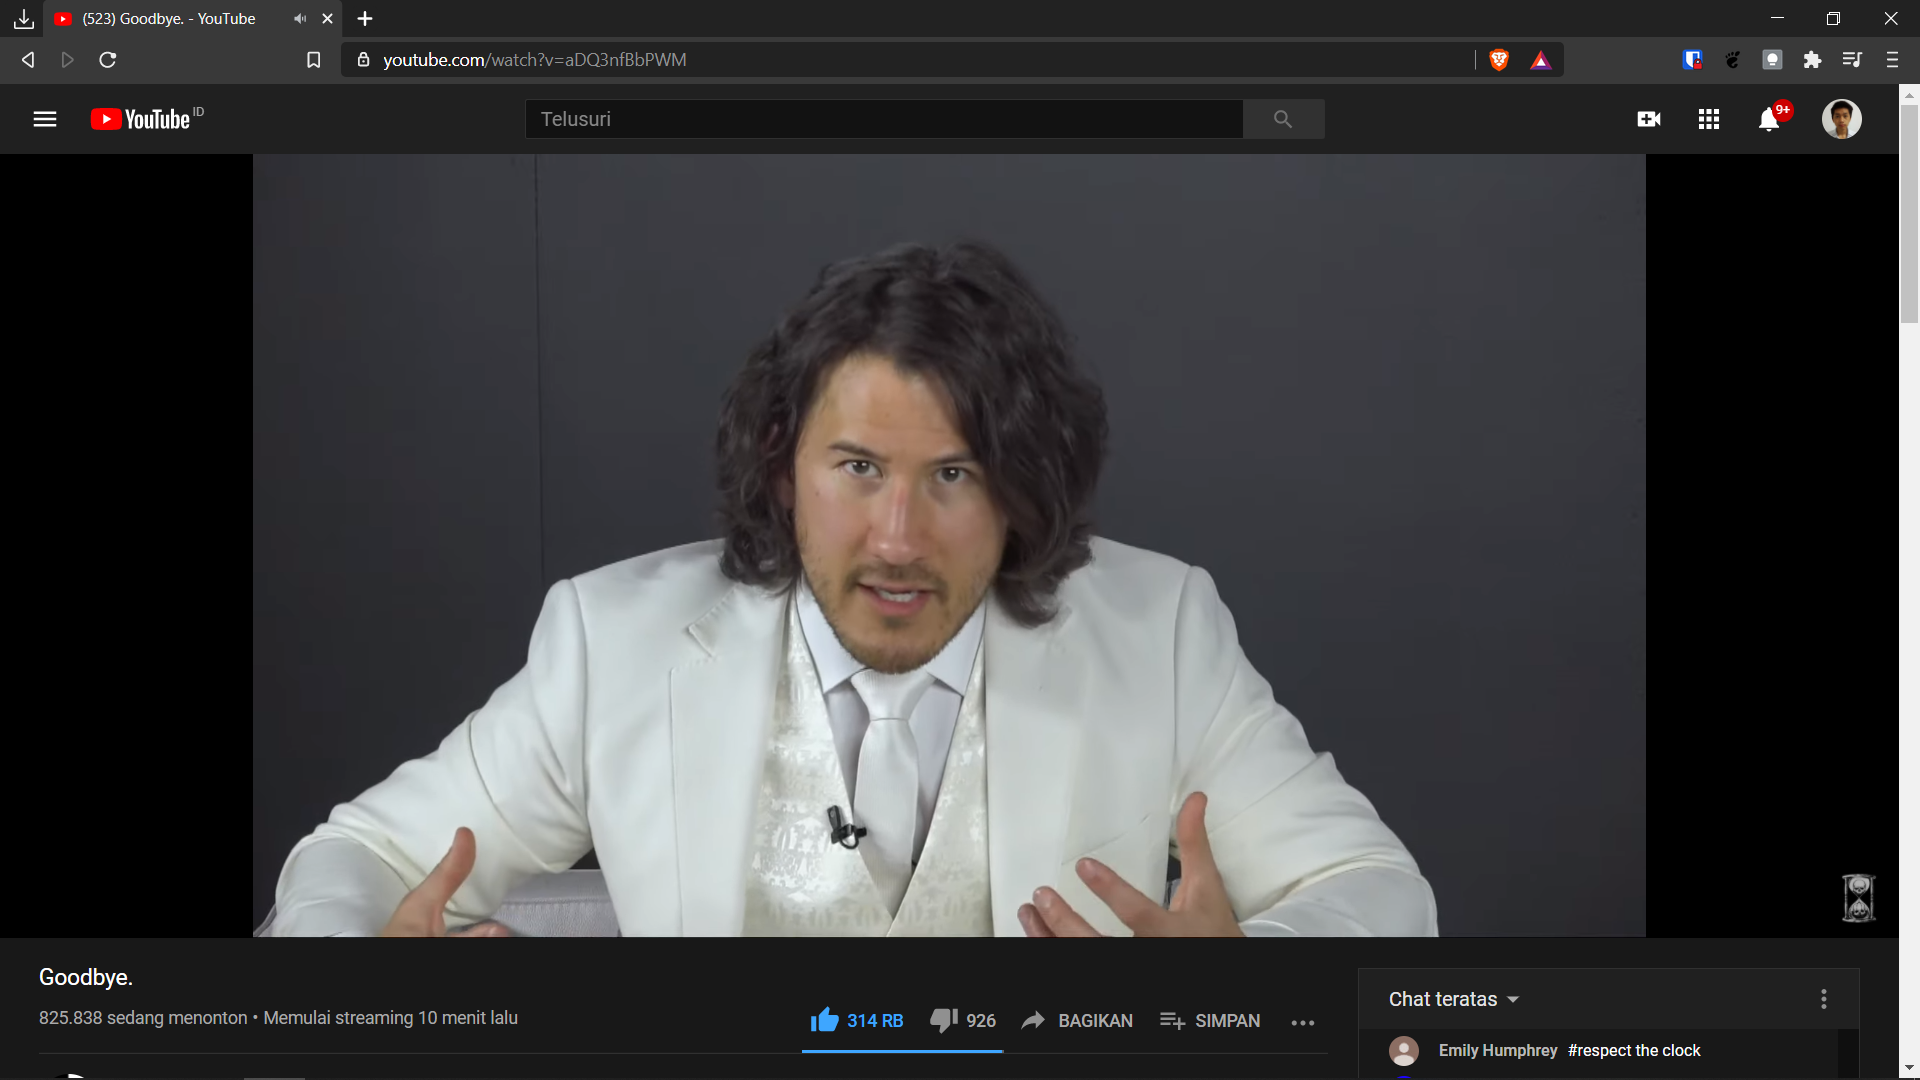 (523) Goodbye. - YouTube
youtube.com/watch?v=aDQ3nfBbPWM
YouTube ID
Telusuri
9+
Goodbye.
825.838 sedang menonton • Memulai streaming 10 menit lalu
314 RB 926 BAGIKAN SIMPAN
Chat teratas
Emily Humphrey #respect the clock